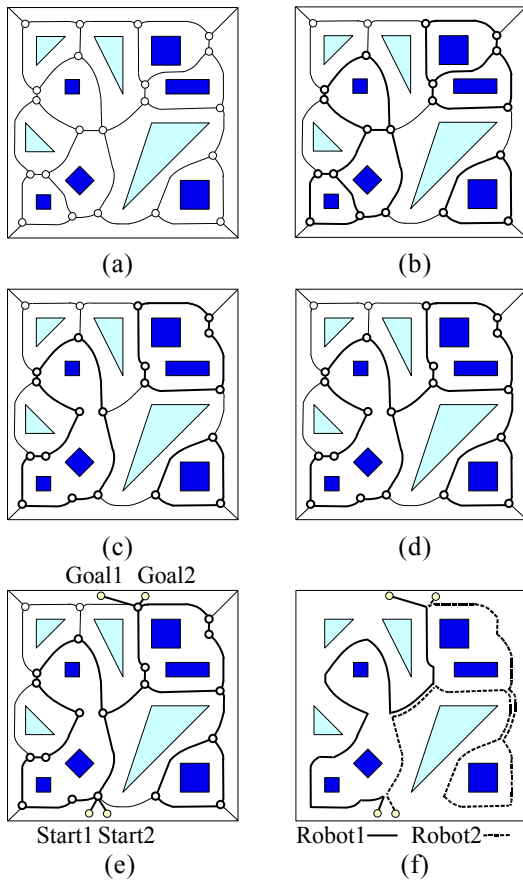 (a)
(b)
(c)
(d)
Goal1 Goal2
Start1 Start2
Robot1 Robot2
(e)
(f)